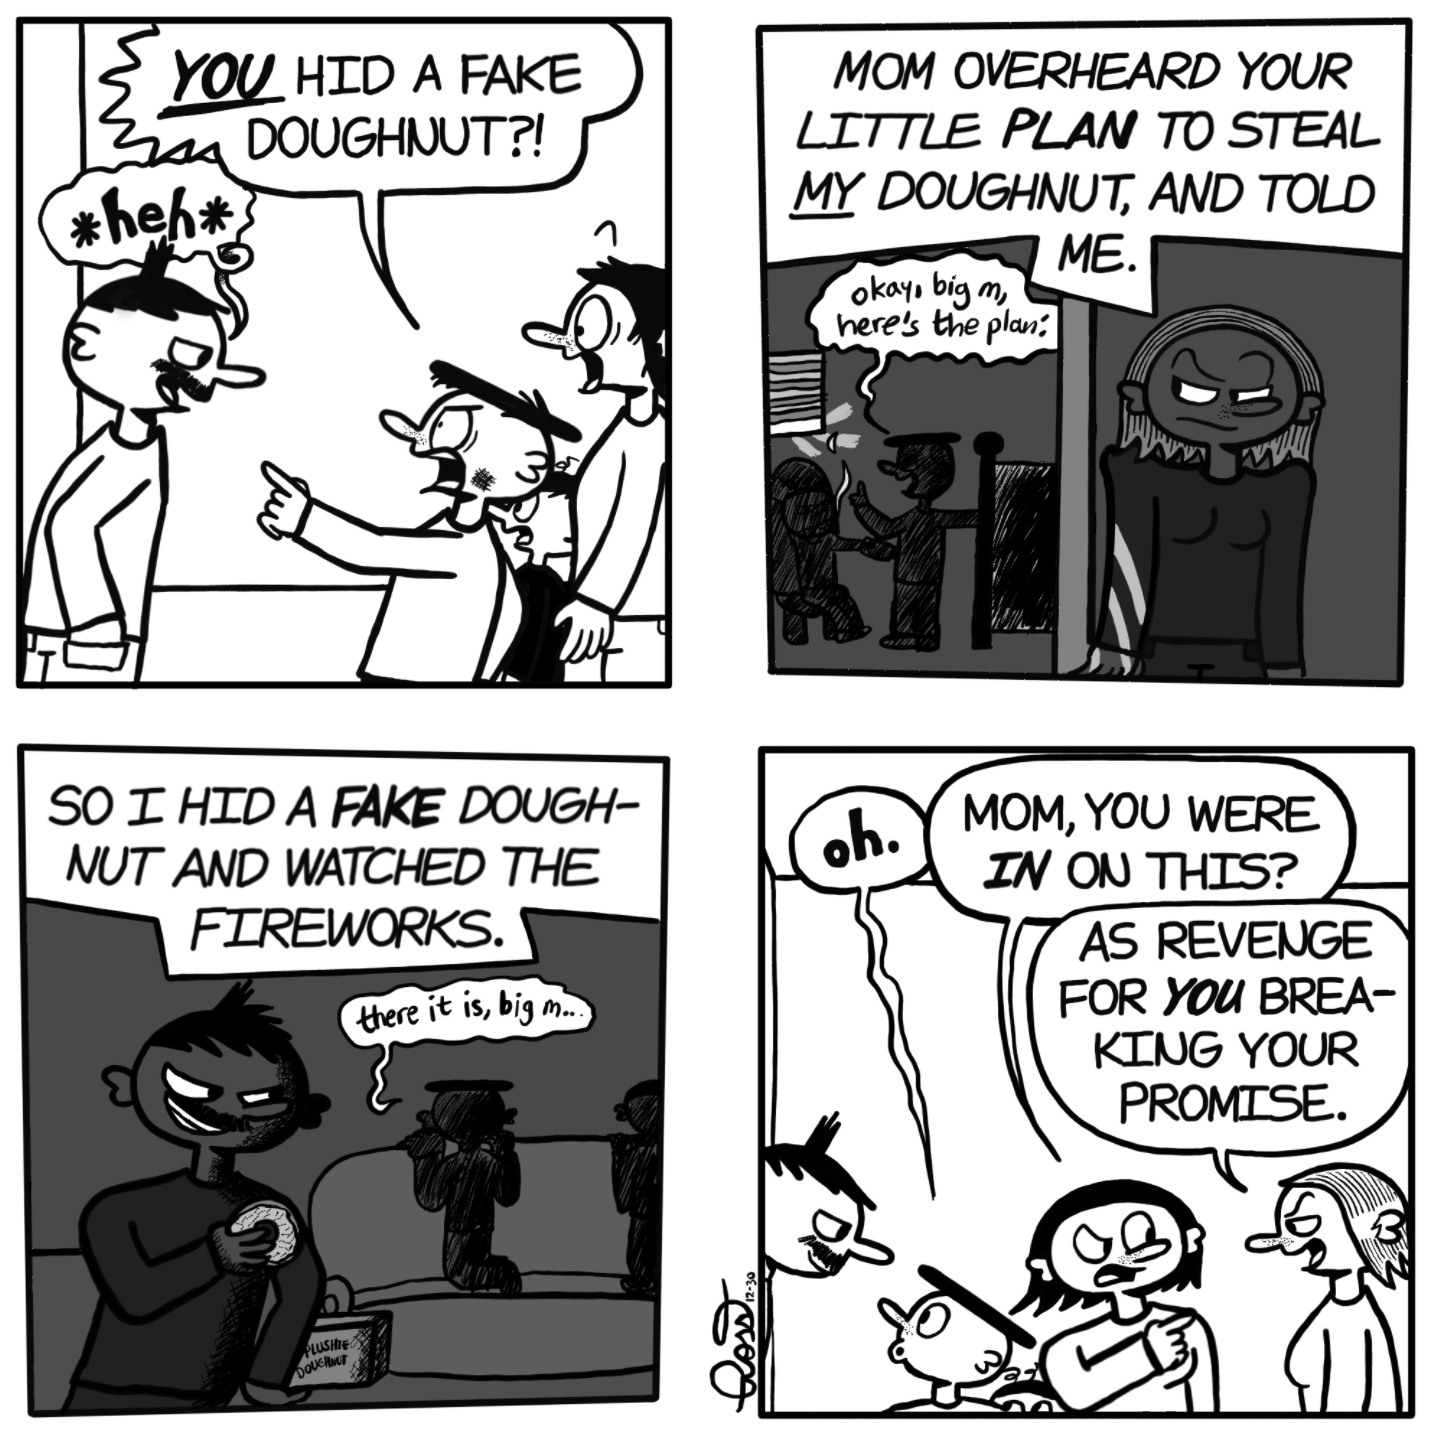 YOU HID A FAKE
DOUGHNUT?!
*heh*
MOM OVERHEARD YOUR
LITTLE PLAN TO STEAL
MY DOUGHNUT, AND TOLD
ME.
okay, big m,
here's the plan:
SO I HID A FAKE DOUGH-
NUT AND WATCHED THE
FIREWORKS.
there it is, big m...
PLUSHIE
DOUGHNUT
oh.
MOM, YOU WERE
IN ON THIS?
AS REVENGE
FOR YOU BREA-
KING YOUR
PROMISE.
Ross 12-30